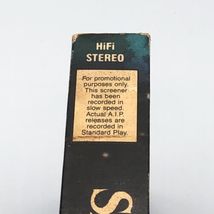 HiFi
STEREO
For promotional
purposes only.
This screener has
been recorded in
slow speed.
Actual A.I.P.
releases are
recorded in
Standard Play.
S